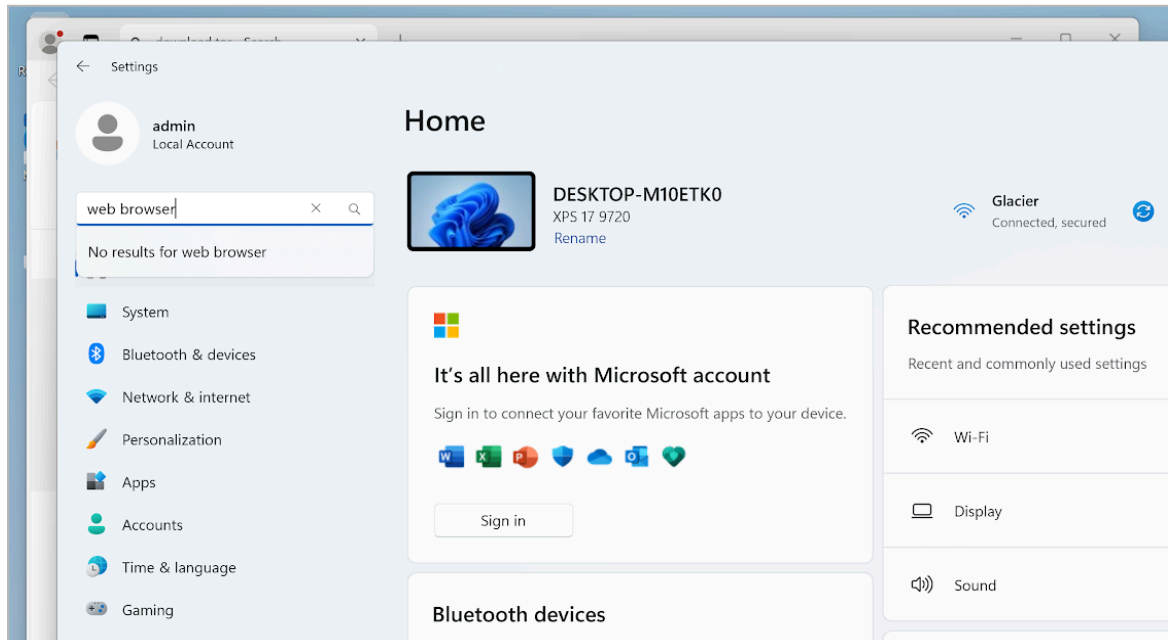 Settings
admin
Local Account
web browser
No results for web browser
System
Bluetooth & devices
Network & internet
Personalization
Apps
Accounts
Time & language
Gaming
Home
DESKTOP-M10ETK0
XPS 17 9720
Rename
Glacier
Connected, secured
It's all here with Microsoft account
Sign in to connect your favorite Microsoft apps to your device.
Sign in
Bluetooth devices
Recommended settings
Recent and commonly used settings
Wi-Fi
Display
Sound